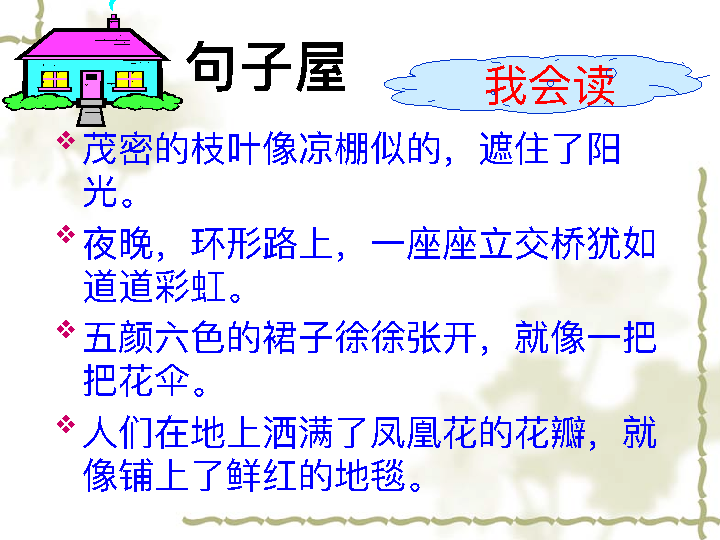 句子屋
我会读
茂密的枝叶像凉棚似的，遮住了阳
光。
夜晚，环形路上，一座座立交桥犹如
道道彩虹。
五颜六色的裙子徐徐张开，就像一把
把花伞。
人们在地上洒满了凤凰花的花瓣，就
像铺上了鲜红的地毯。